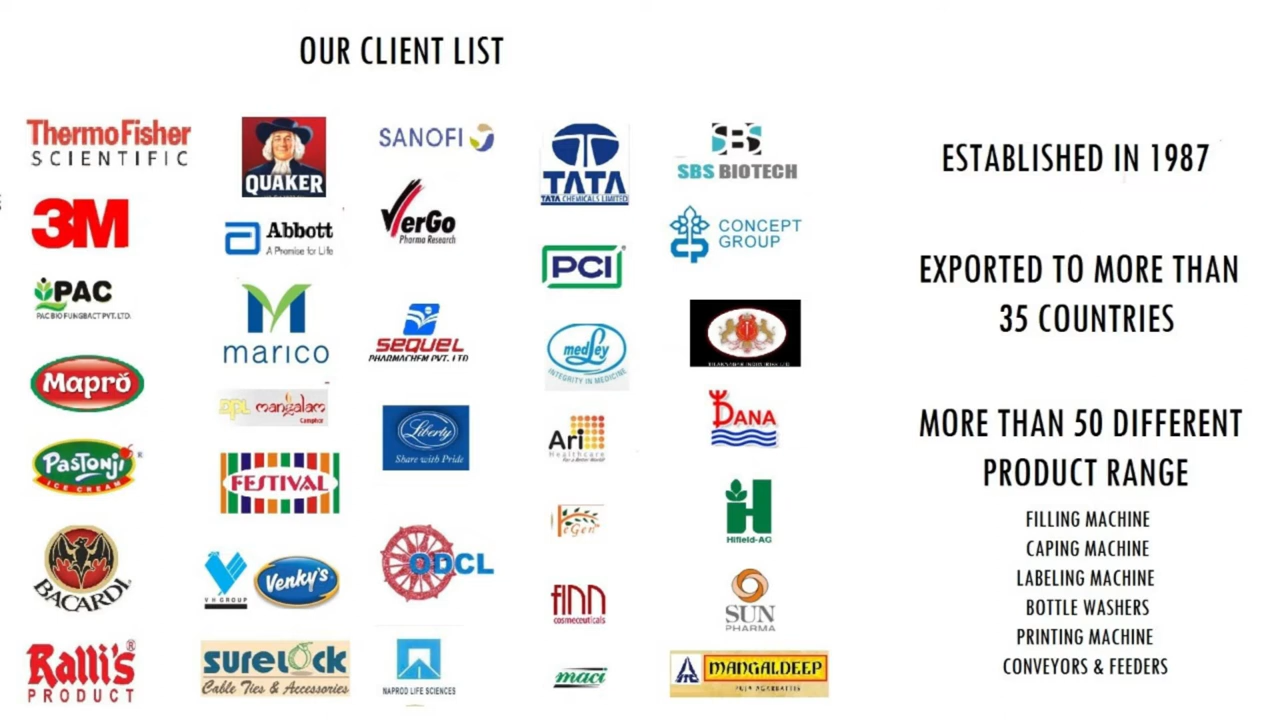 OUR CLIENT LIST
ThermoFisher
SCIENTIFIC
3M
PAC
PAC BIO FUNGBACT PVT. LTD.
Mapro
PASTONJI
ICE CREAM
BACARDI
Ralli's
PRODUCT
QUAKER
Abbott
A Promise for Life
marico
mangalam
Camphor
FESTIVAL
V H GROUP
Venky's
surelock
Cable Ties & Accessories
SANOFI
VerGo
Pharma Research
SEQUEL
PHARMACHEM PVT. LTD
Liberty
Share with Pride
ODCL
NAPROD LIFE SCIENCES
TATA
TATA CHEMICALS LIMITED
PCI
medley
INTEGRITY IN MEDICINE
Ari
Healthcare
For a Better World
finn
cosmeceuticals
maci
SBS
SBS BIOTECH
CONCEPT
GROUP
DANA
Hifield-AG
SUN
PHARMA
MANGALDEEP
ESTABLISHED IN 1987
EXPORTED TO MORE THAN
35 COUNTRIES
MORE THAN 50 DIFFERENT
PRODUCT RANGE
FILLING MACHINE
CAPING MACHINE
LABELING MACHINE
BOTTLE WASHERS
PRINTING MACHINE
CONVEYORS & FEEDERS